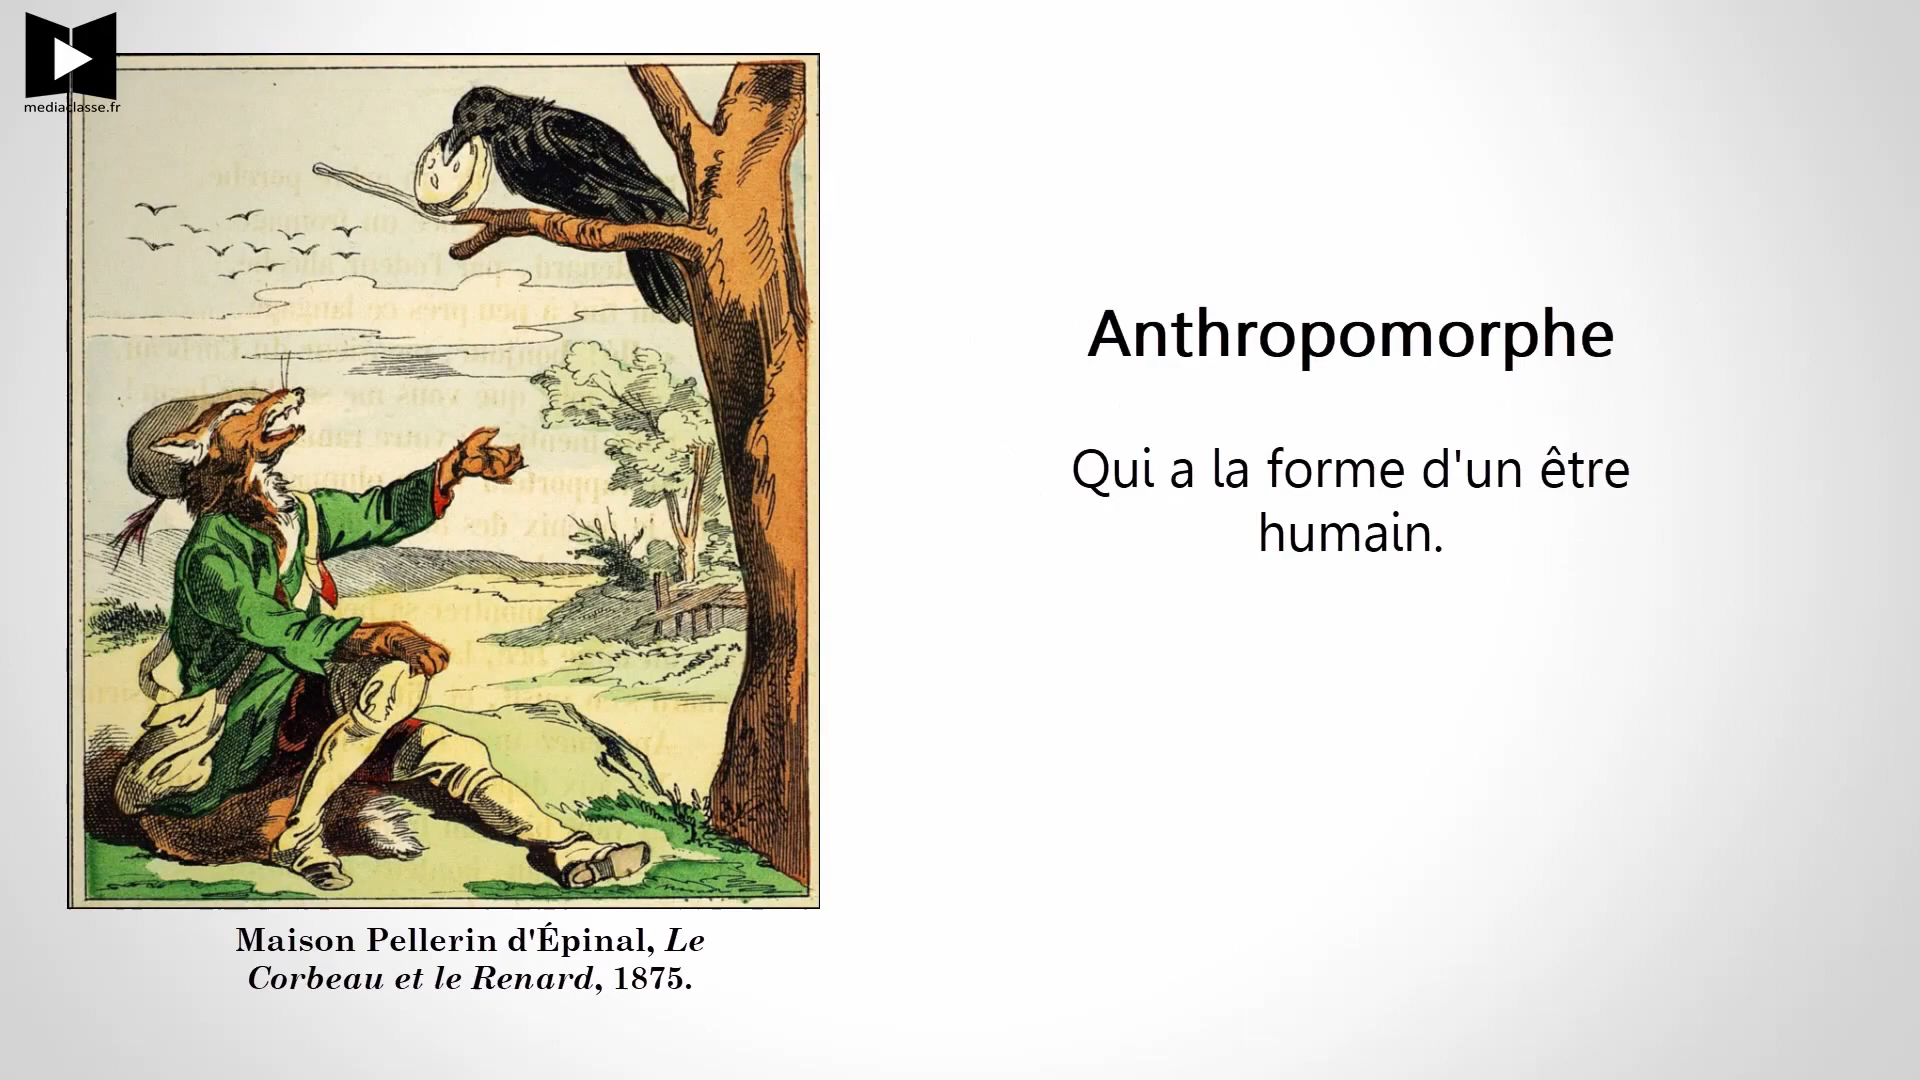 mediaclasse.fr
Anthropomorphe
Qui a la forme d'un être
humain.
Maison Pellerin d'Épinal, Le
Corbeau et le Renard, 1875.